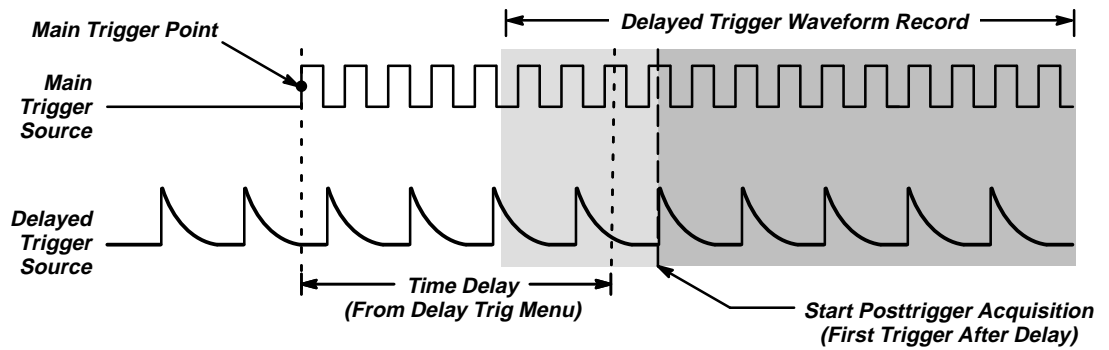 Delayed Trigger Waveform Record
Main Trigger Point
Main
Trigger
Source
Delayed
Trigger
Source
Time Delay
(From Delay Trig Menu)
Start Posttrigger Acquisition
(First Trigger After Delay)